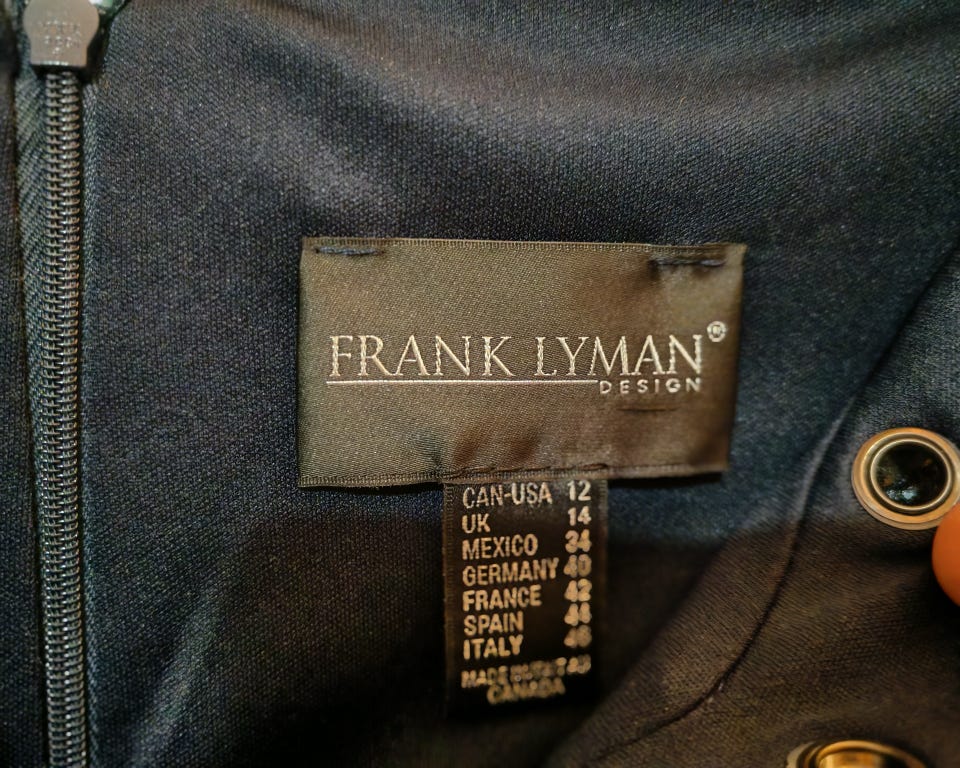 FRANK LYMAN®
DESIGN
CAN-USA 12
UK 14
MEXICO 34
GERMANY 40
FRANCE 42
SPAIN 44
ITALY 46
MADE
CANADA